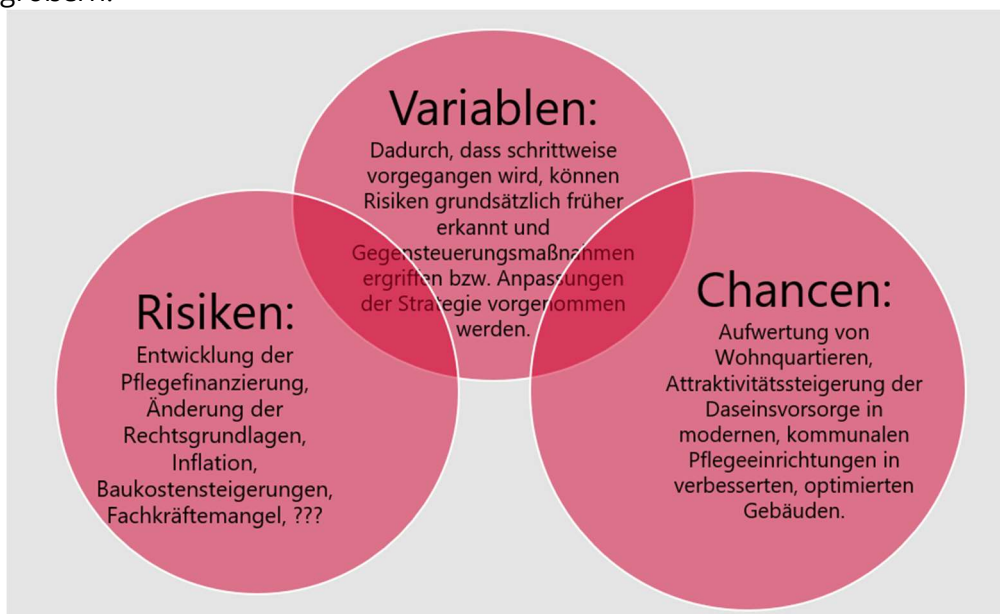 Variablen:
Dadurch, dass schrittweise
vorgegangen wird, können
Risiken grundsätzlich früher
erkannt und
Gegensteuerungsmaßnahmen
ergriffen bzw. Anpassungen
der Strategie vorgenommen
werden.
Risiken:
Entwicklung der
Pflegefinanzierung,
Änderung der
Rechtsgrundlagen,
Inflation,
Baukostensteigerungen,
Fachkräftemangel, ???
Chancen:
Aufwertung von
Wohnquartieren,
Attraktivitätssteigerung der
Daseinsvorsorge in
modernen, kommunalen
Pflegeeinrichtungen in
verbesserten, optimierten
Gebäuden.